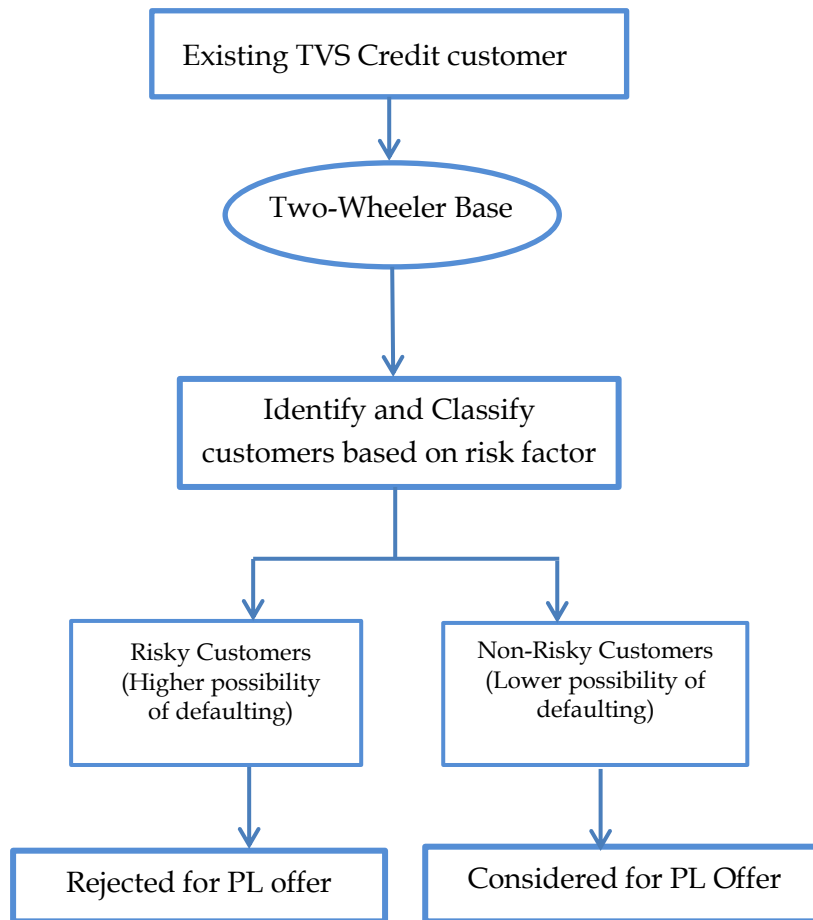 Existing TVS Credit customer
Two-Wheeler Base
Identify and Classify
customers based on risk factor
Risky Customers
(Higher possibility
of defaulting)
Non-Risky Customers
(Lower possibility of
defaulting)
Rejected for PL offer
Considered for PL Offer